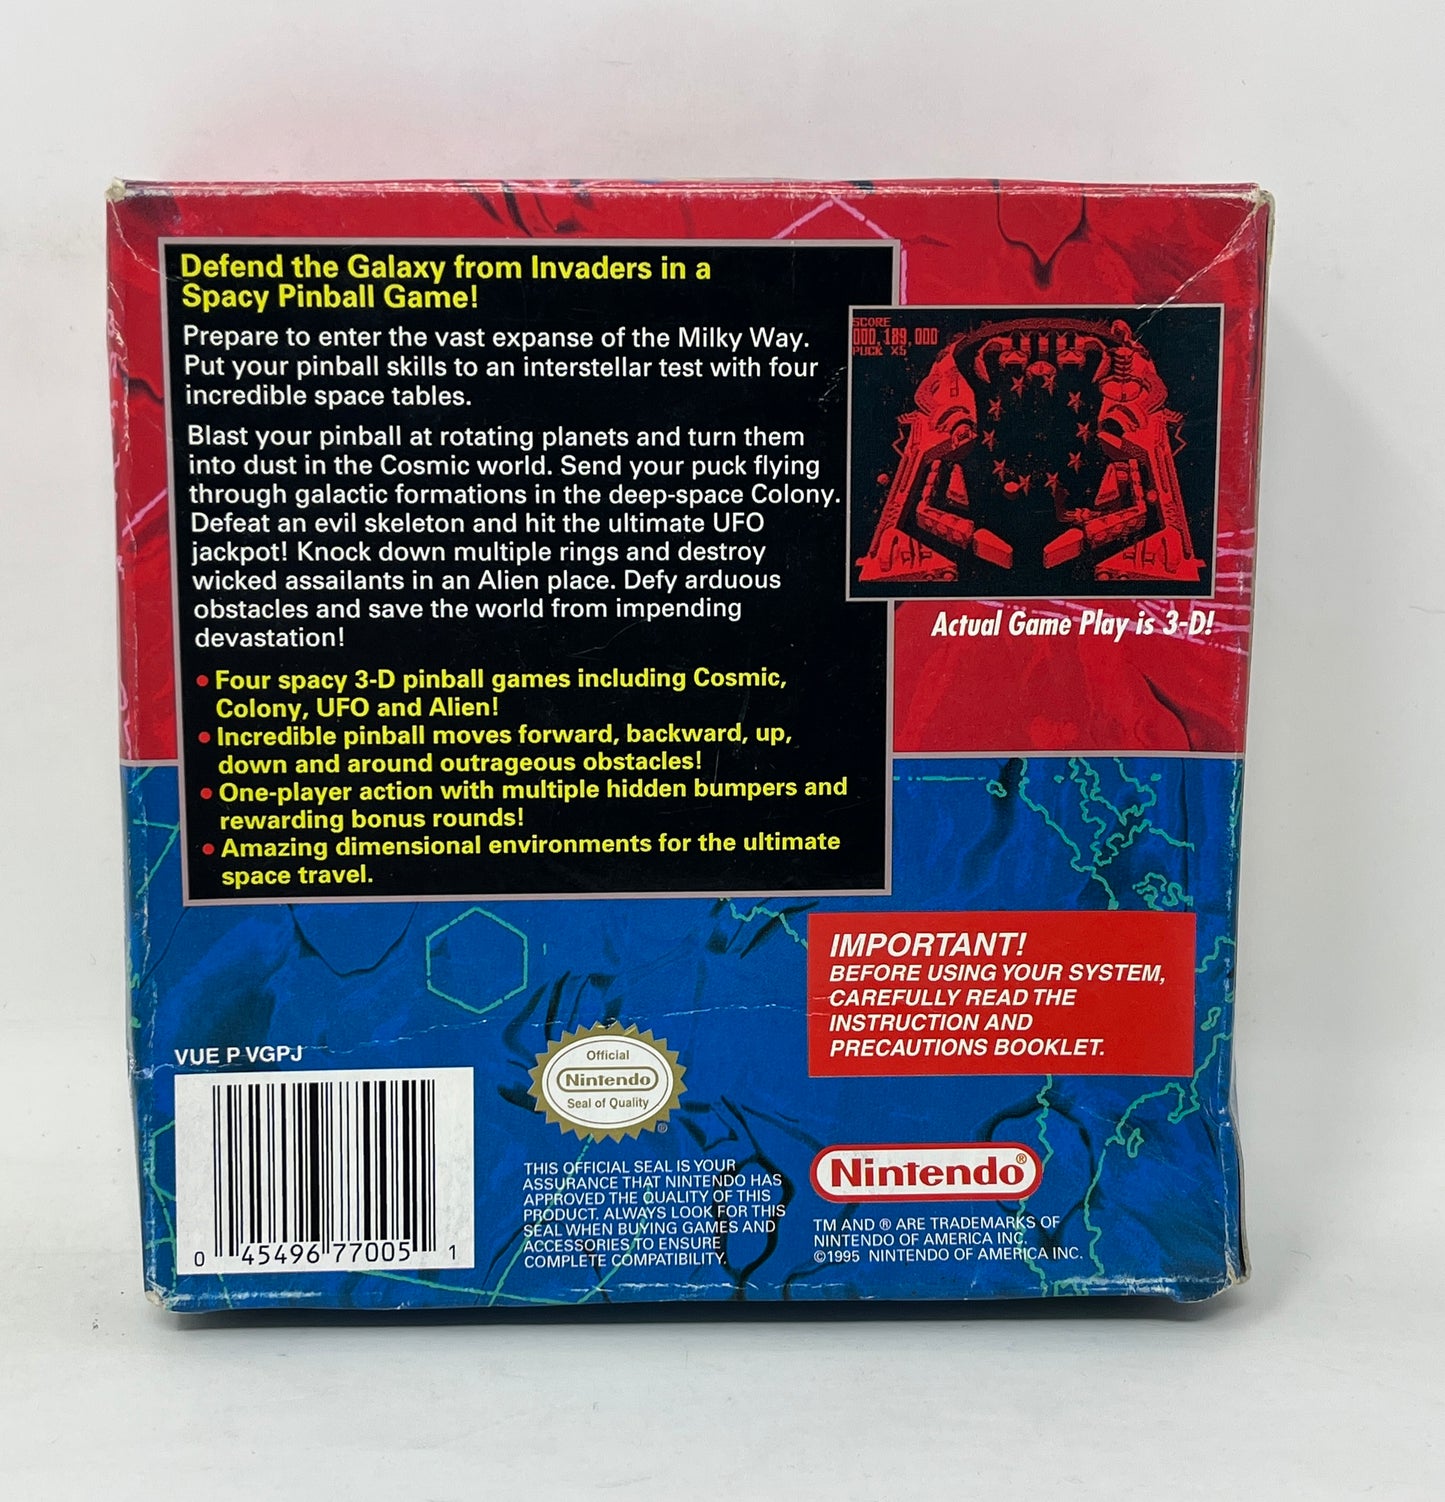 Defend the Galaxy from Invaders in a
Spacy Pinball Game!
Prepare to enter the vast expanse of the Milky Way.
Put your pinball skills to an interstellar test with four
incredible space tables.
Blast your pinball at rotating planets and turn them
into dust in the Cosmic world. Send your puck flying
through galactic formations in the deep-space Colony.
Defeat an evil skeleton and hit the ultimate UFO
jackpot! Knock down multiple rings and destroy
wicked assailants in an Alien place. Defy arduous
obstacles and save the world from impending
devastation!
• Four spacy 3-D pinball games including Cosmic,
Colony, UFO and Alien!
• Incredible pinball moves forward, backward, up,
down and around outrageous obstacles!
• One-player action with multiple hidden bumpers and
rewarding bonus rounds!
• Amazing dimensional environments for the ultimate
space travel.
SCORE
000,189,000
PUCK X5
Actual Game Play is 3-D!
IMPORTANT!
BEFORE USING YOUR SYSTEM,
CAREFULLY READ THE
INSTRUCTION AND
PRECAUTIONS BOOKLET.
VUE P VGPJ
0 45496 77005 1
Official
Nintendo
Seal of Quality
®
THIS OFFICIAL SEAL IS YOUR
ASSURANCE THAT NINTENDO HAS
APPROVED THE QUALITY OF THIS
PRODUCT. ALWAYS LOOK FOR THIS
SEAL WHEN BUYING GAMES AND
ACCESSORIES TO ENSURE
COMPLETE COMPATIBILITY.
Nintendo®
TM AND ® ARE TRADEMARKS OF
NINTENDO OF AMERICA INC.
©1995 NINTENDO OF AMERICA INC.